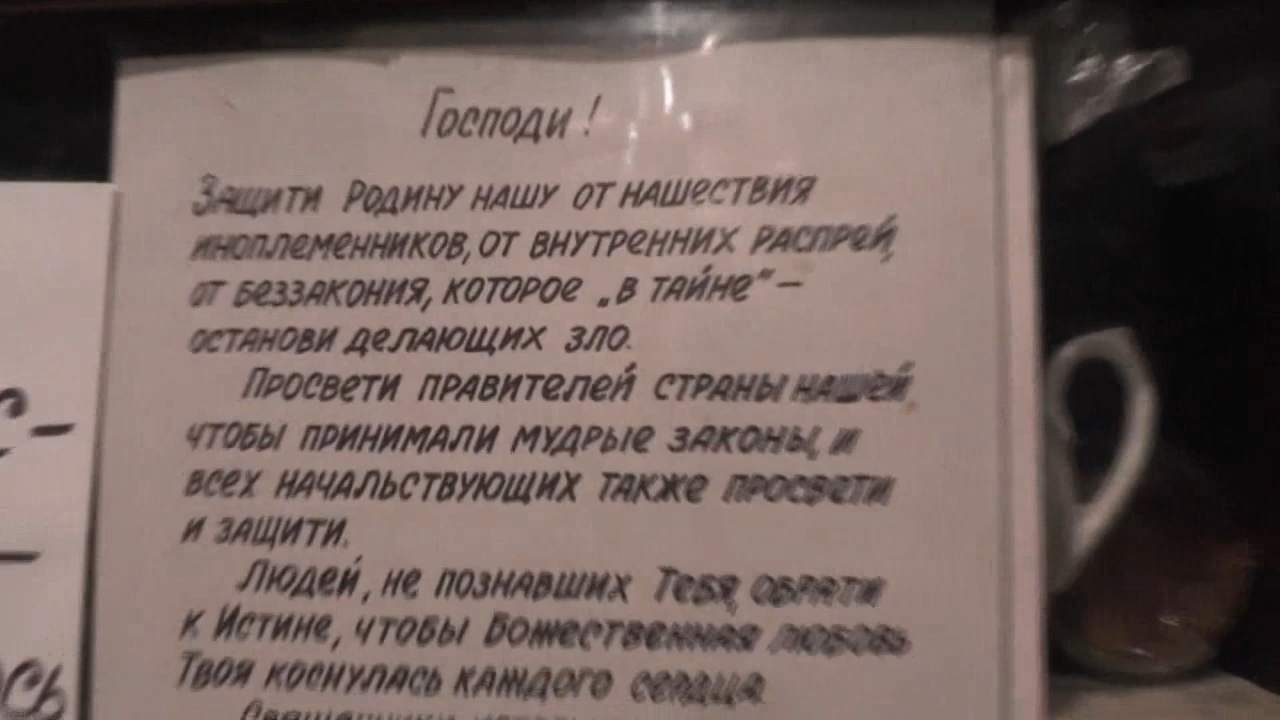 Господи!
Защити Родину нашу от нашествия
иноплеменников, от внутренних распрей,
от беззакония, которое „в тайне“ –
останови делающих зло.
Просвети правителей страны нашей,
чтобы принимали мудрые законы, и
всех начальствующих также просвети
и защити.
Людей, не познавших Тебя, обрати
к Истине, чтобы Божественная любовь
Твоя коснулась каждого сердца.